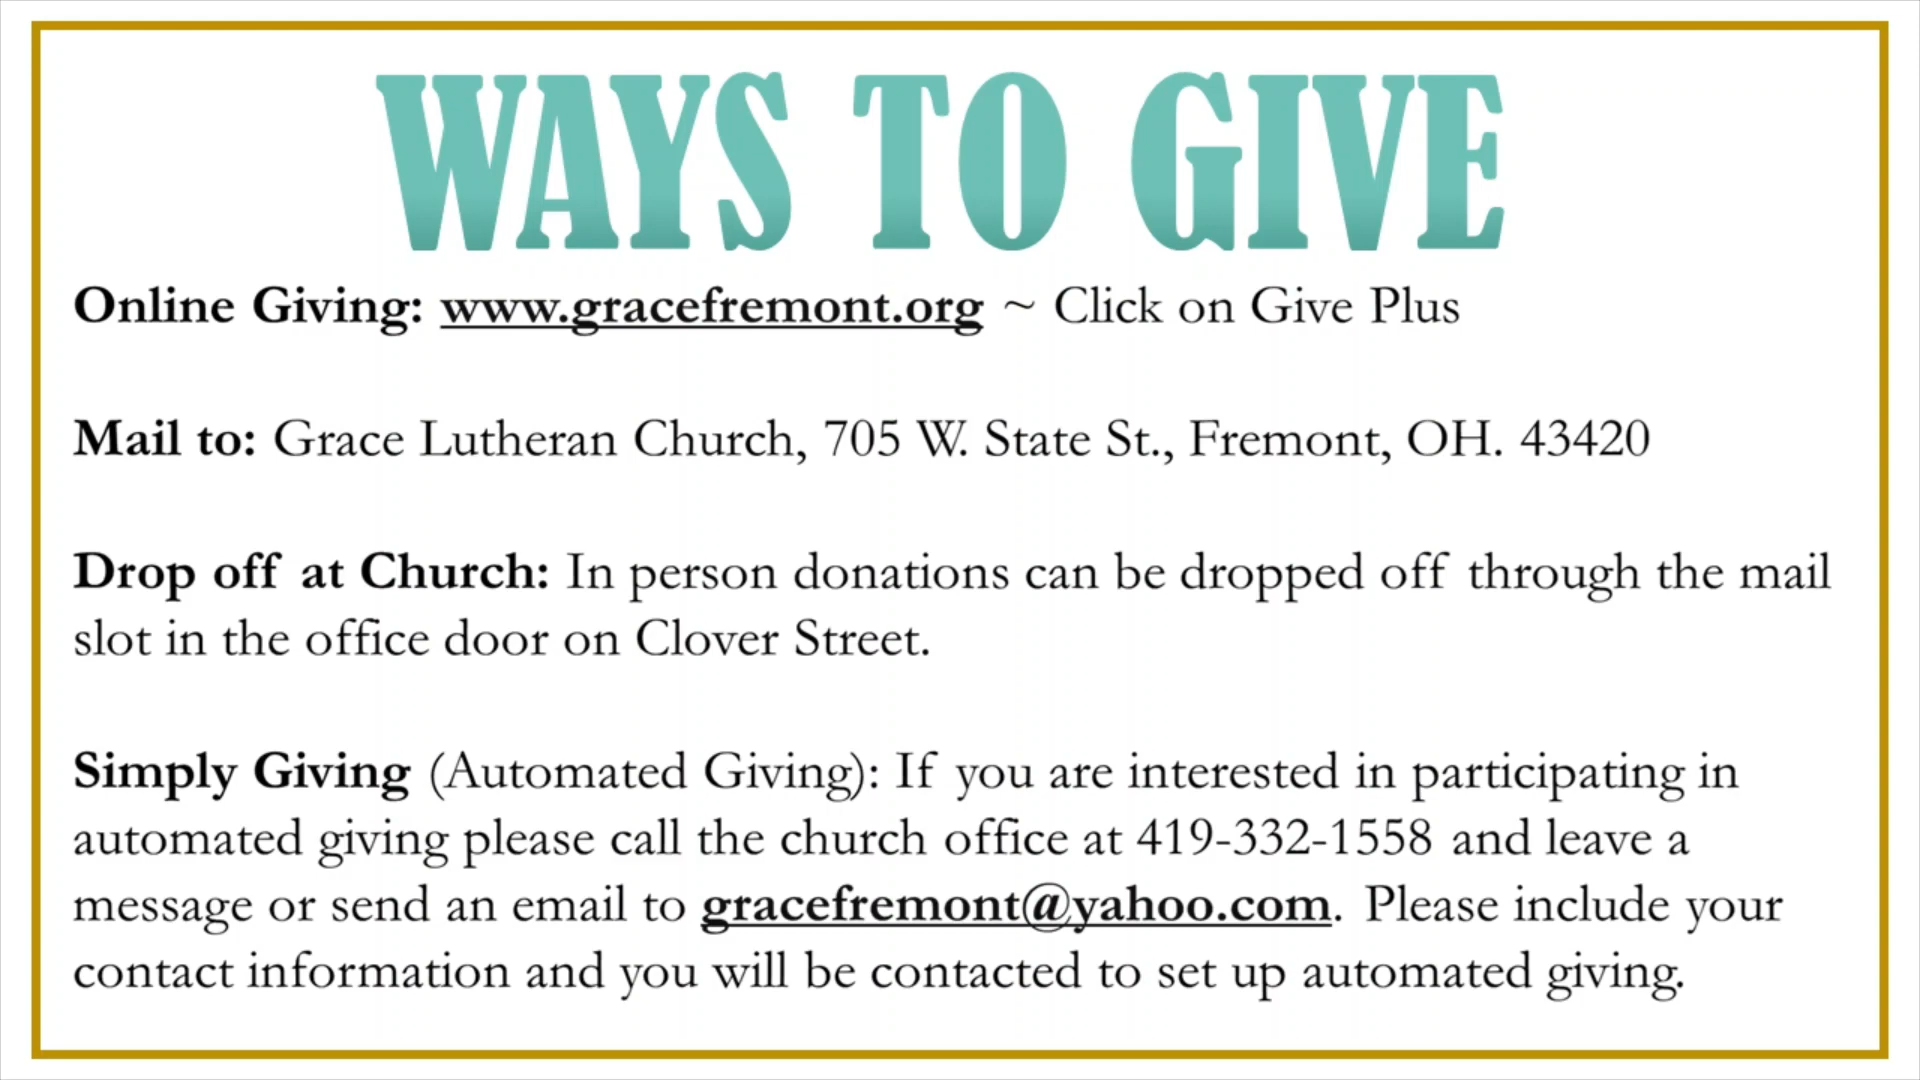 WAYS TO GIVE
Online Giving: www.gracefremont.org ~ Click on Give Plus
Mail to: Grace Lutheran Church, 705 W. State St., Fremont, OH. 43420
Drop off at Church: In person donations can be dropped off through the mail
slot in the office door on Clover Street.
Simply Giving (Automated Giving): If you are interested in participating in
automated giving please call the church office at 419-332-1558 and leave a
message or send an email to gracefremont@yahoo.com. Please include your
contact information and you will be contacted to set up automated giving.